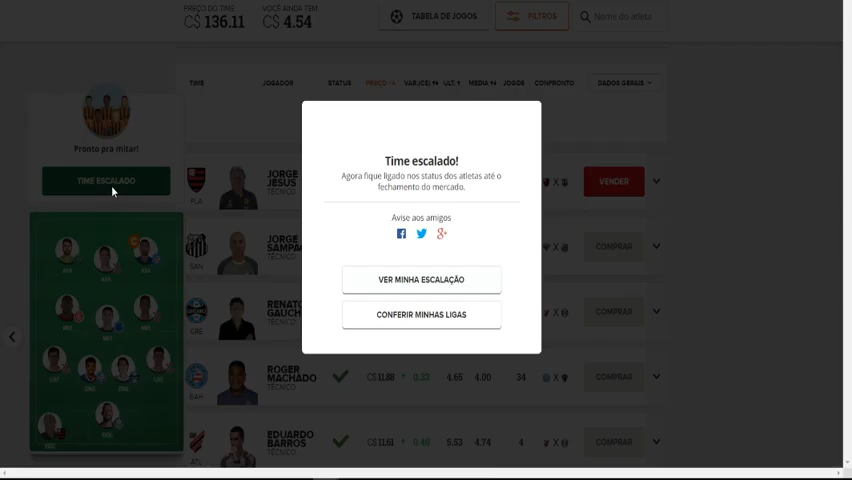 PREÇO DO TIME
C$ 136.11
VOCÊ AINDA TEM
C$ 4.54
TABELA DE JOGOS
FILTROS
Nome do atleta
TIME
JOGADOR
STATUS
PREÇO
VAR.(C$)
ULT.
MEDIA
JOGOS
CONFRONTO
DADOS GERAIS
Pronto pra mitar!
TIME ESCALADO
Time escalado!
Agora fique ligado nos status dos atletas até o
fechamento do mercado.
Avise aos amigos
VER MINHA ESCALAÇÃO
CONFERIR MINHAS LIGAS
JORGE
JESUS
TÉCNICO
FLA
VENDER
JORGE
SAMPA
TÉCNICO
SAN
X
COMPRAR
RENATO
GAÚCH
TÉCNICO
GRE
X
COMPRAR
ROGER
MACHADO
TÉCNICO
BAH
C$ 11.88
0.33
4.65
4.00
34
X
COMPRAR
EDUARDO
BARROS
TÉCNICO
ATL
C$ 11.61
0.40
5.53
4.74
4
X
COMPRAR